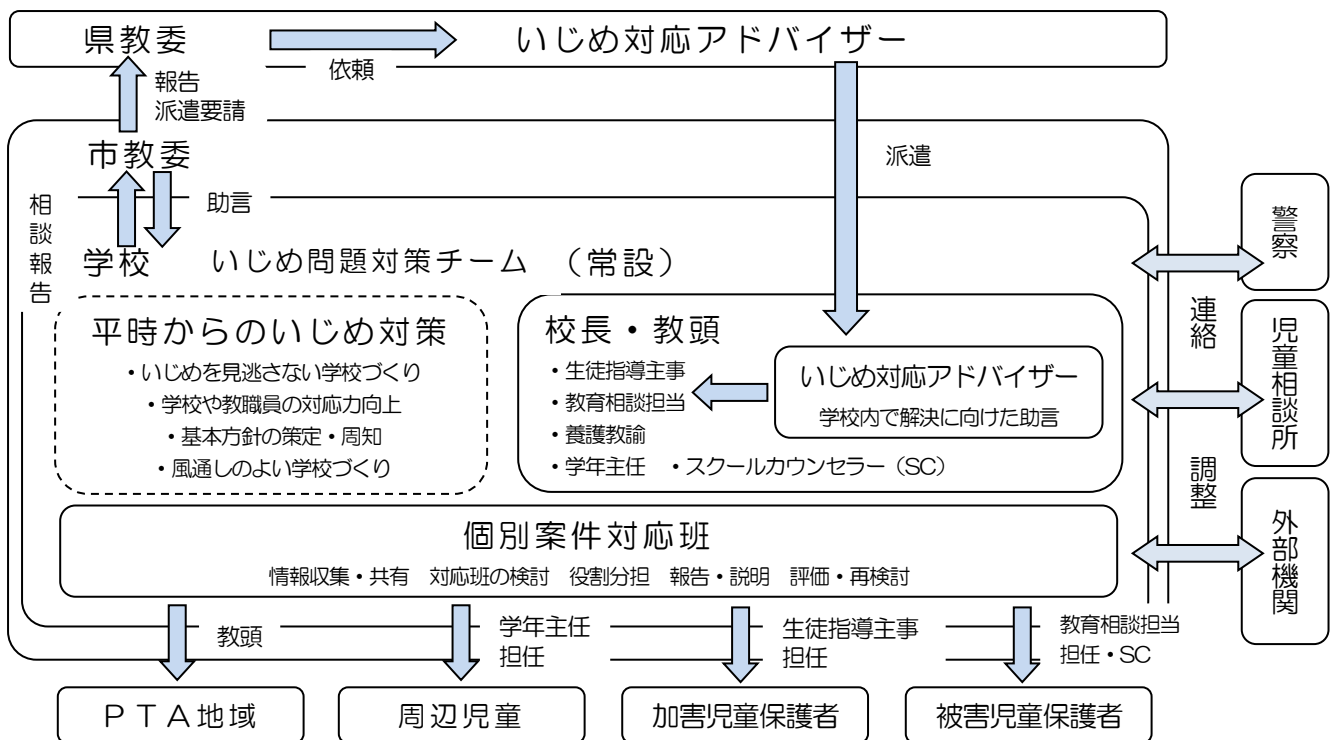 県教委
いじめ対応アドバイザー
依頼
報告
派遣要請
市教委
派遣
相談報告
助言
学校
いじめ問題対策チーム
（常設）
平時からのいじめ対策
・いじめを見逃さない学校づくり
・学校や教職員の対応力向上
・基本方針の策定・周知
・風通しのよい学校づくり
校長・教頭
・生徒指導主事
・教育相談担当
・養護教諭
・学年主任　・スクールカウンセラー（SC）
いじめ対応アドバイザー
学校内で解決に向けた助言
警察
連絡
児童相談所
調整
外部機関
個別案件対応班
情報収集・共有　対応班の検討　役割分担　報告・説明　評価・再検討
教頭
学年主任
担任
生徒指導主事
担任
教育相談担当
担任・SC
ＰＴＡ地域
周辺児童
加害児童保護者
被害児童保護者